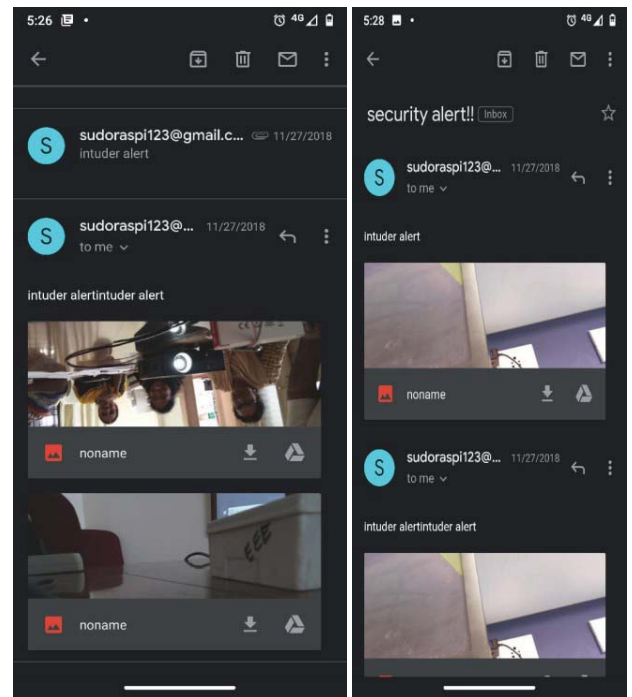 5:26
4G
sudoraspi123@gmail.c...
11/27/2018
intuder alert
S
sudoraspi123@...
11/27/2018
S
to me
intuder alertintuder alert
CE
noname
EEE
noname
5:28
4G
security alert!!
Inbox
sudoraspi123@...
11/27/2018
S
to me
intuder alert
noname
sudoraspi123@...
11/27/2018
S
to me
intuder alertintuder alert